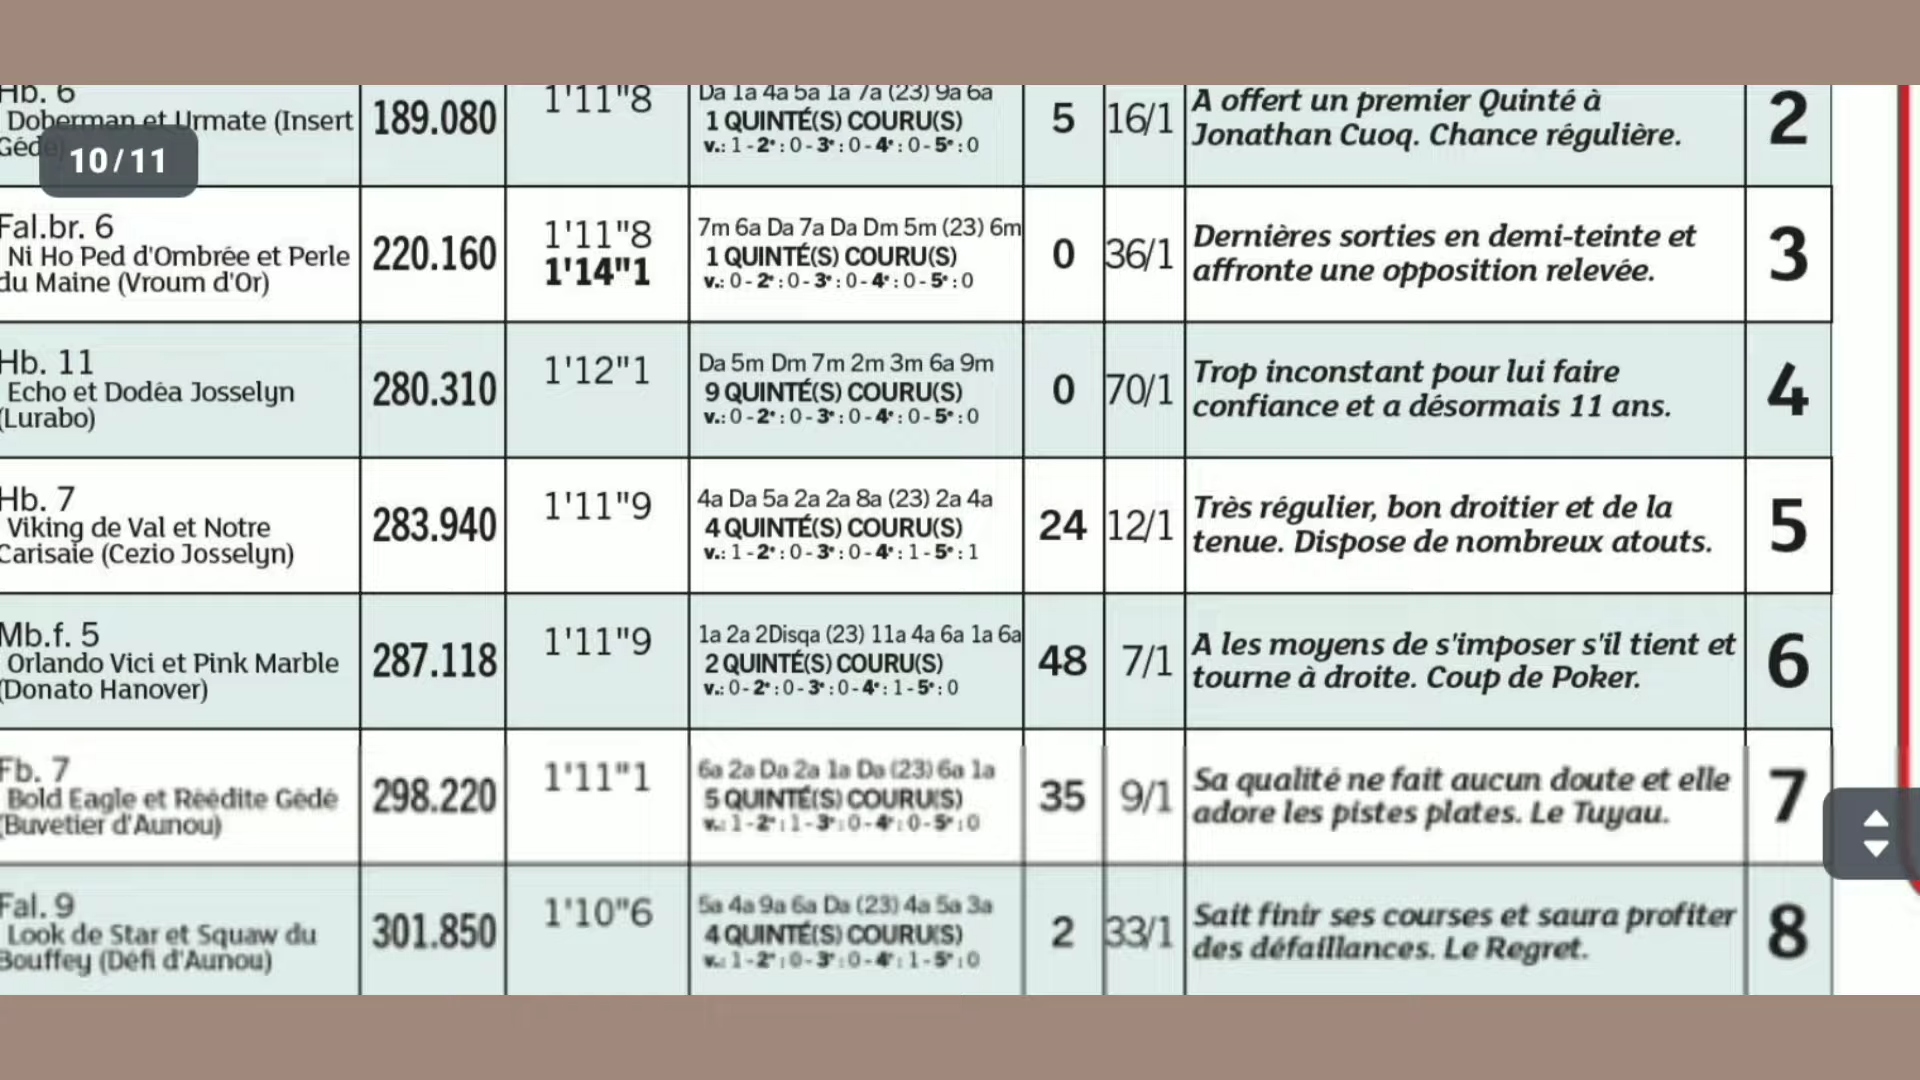 Hb. 6
Doberman et Urmate (Insert
Gédé)
10/11
189.080
1'11"8
Da 1a 4a 5a 1a 7a (23) 9a 6a
1 QUINTÉ(S) COURU(S)
v.: 1 - 2e : 0 - 3e : 0 - 4e : 0 - 5e : 0
5
16/1
A offert un premier Quinté à
Jonathan Cuoq. Chance régulière.
2
Fal.br. 6
Ni Ho Ped d'Ombrée et Perle
du Maine (Vroum d'Or)
220.160
1'11"8
1'14"1
7m 6a Da 7a Da Dm 5m (23) 6m
1 QUINTÉ(S) COURU(S)
v.: 0 - 2e : 0 - 3e : 0 - 4e : 0 - 5e : 0
0
36/1
Dernières sorties en demi-teinte et
affronte une opposition relevée.
3
Hb. 11
Echo et Dodéa Josselyn
(Lurabo)
280.310
1'12"1
Da 5m Dm 7m 2m 3m 6a 9m
9 QUINTÉ(S) COURU(S)
v.: 0 - 2e : 0 - 3e : 0 - 4e : 0 - 5e : 0
0
70/1
Trop inconstant pour lui faire
confiance et a désormais 11 ans.
4
Hb. 7
Viking de Val et Notre
Carisaie (Cezio Josselyn)
283.940
1'11"9
4a Da 5a 2a 2a 8a (23) 2a 4a
4 QUINTÉ(S) COURU(S)
v.: 1 - 2e : 0 - 3e : 0 - 4e : 1 - 5e : 1
24
12/1
Très régulier, bon droitier et de la
tenue. Dispose de nombreux atouts.
5
Mb.f. 5
Orlando Vici et Pink Marble
(Donato Hanover)
287.118
1'11"9
1a 2a 2Disqa (23) 11a 4a 6a 1a 6a
2 QUINTÉ(S) COURU(S)
v.: 0 - 2e : 0 - 3e : 0 - 4e : 1 - 5e : 0
48
7/1
A les moyens de s'imposer s'il tient et
tourne à droite. Coup de Poker.
6
Fb. 7
Bold Eagle et Réédite Gédé
(Buvetier d'Aunou)
298.220
1'11"1
6a 2a Da 2a 1a Da (23) 6a 1a
5 QUINTÉ(S) COURU(S)
v.: 1 - 2e : 1 - 3e : 0 - 4e : 0 - 5e : 0
35
9/1
Sa qualité ne fait aucun doute et elle
adore les pistes plates. Le Tuyau.
7
Fal. 9
Look de Star et Squaw du
Bouffey (Défi d'Aunou)
301.850
1'10"6
5a 4a 9a 6a Da (23) 4a 5a 3a
4 QUINTÉ(S) COURU(S)
v.: 1 - 2e : 0 - 3e : 0 - 4e : 1 - 5e : 0
2
33/1
Sait finir ses courses et saura profiter
des défaillances. Le Regret.
8